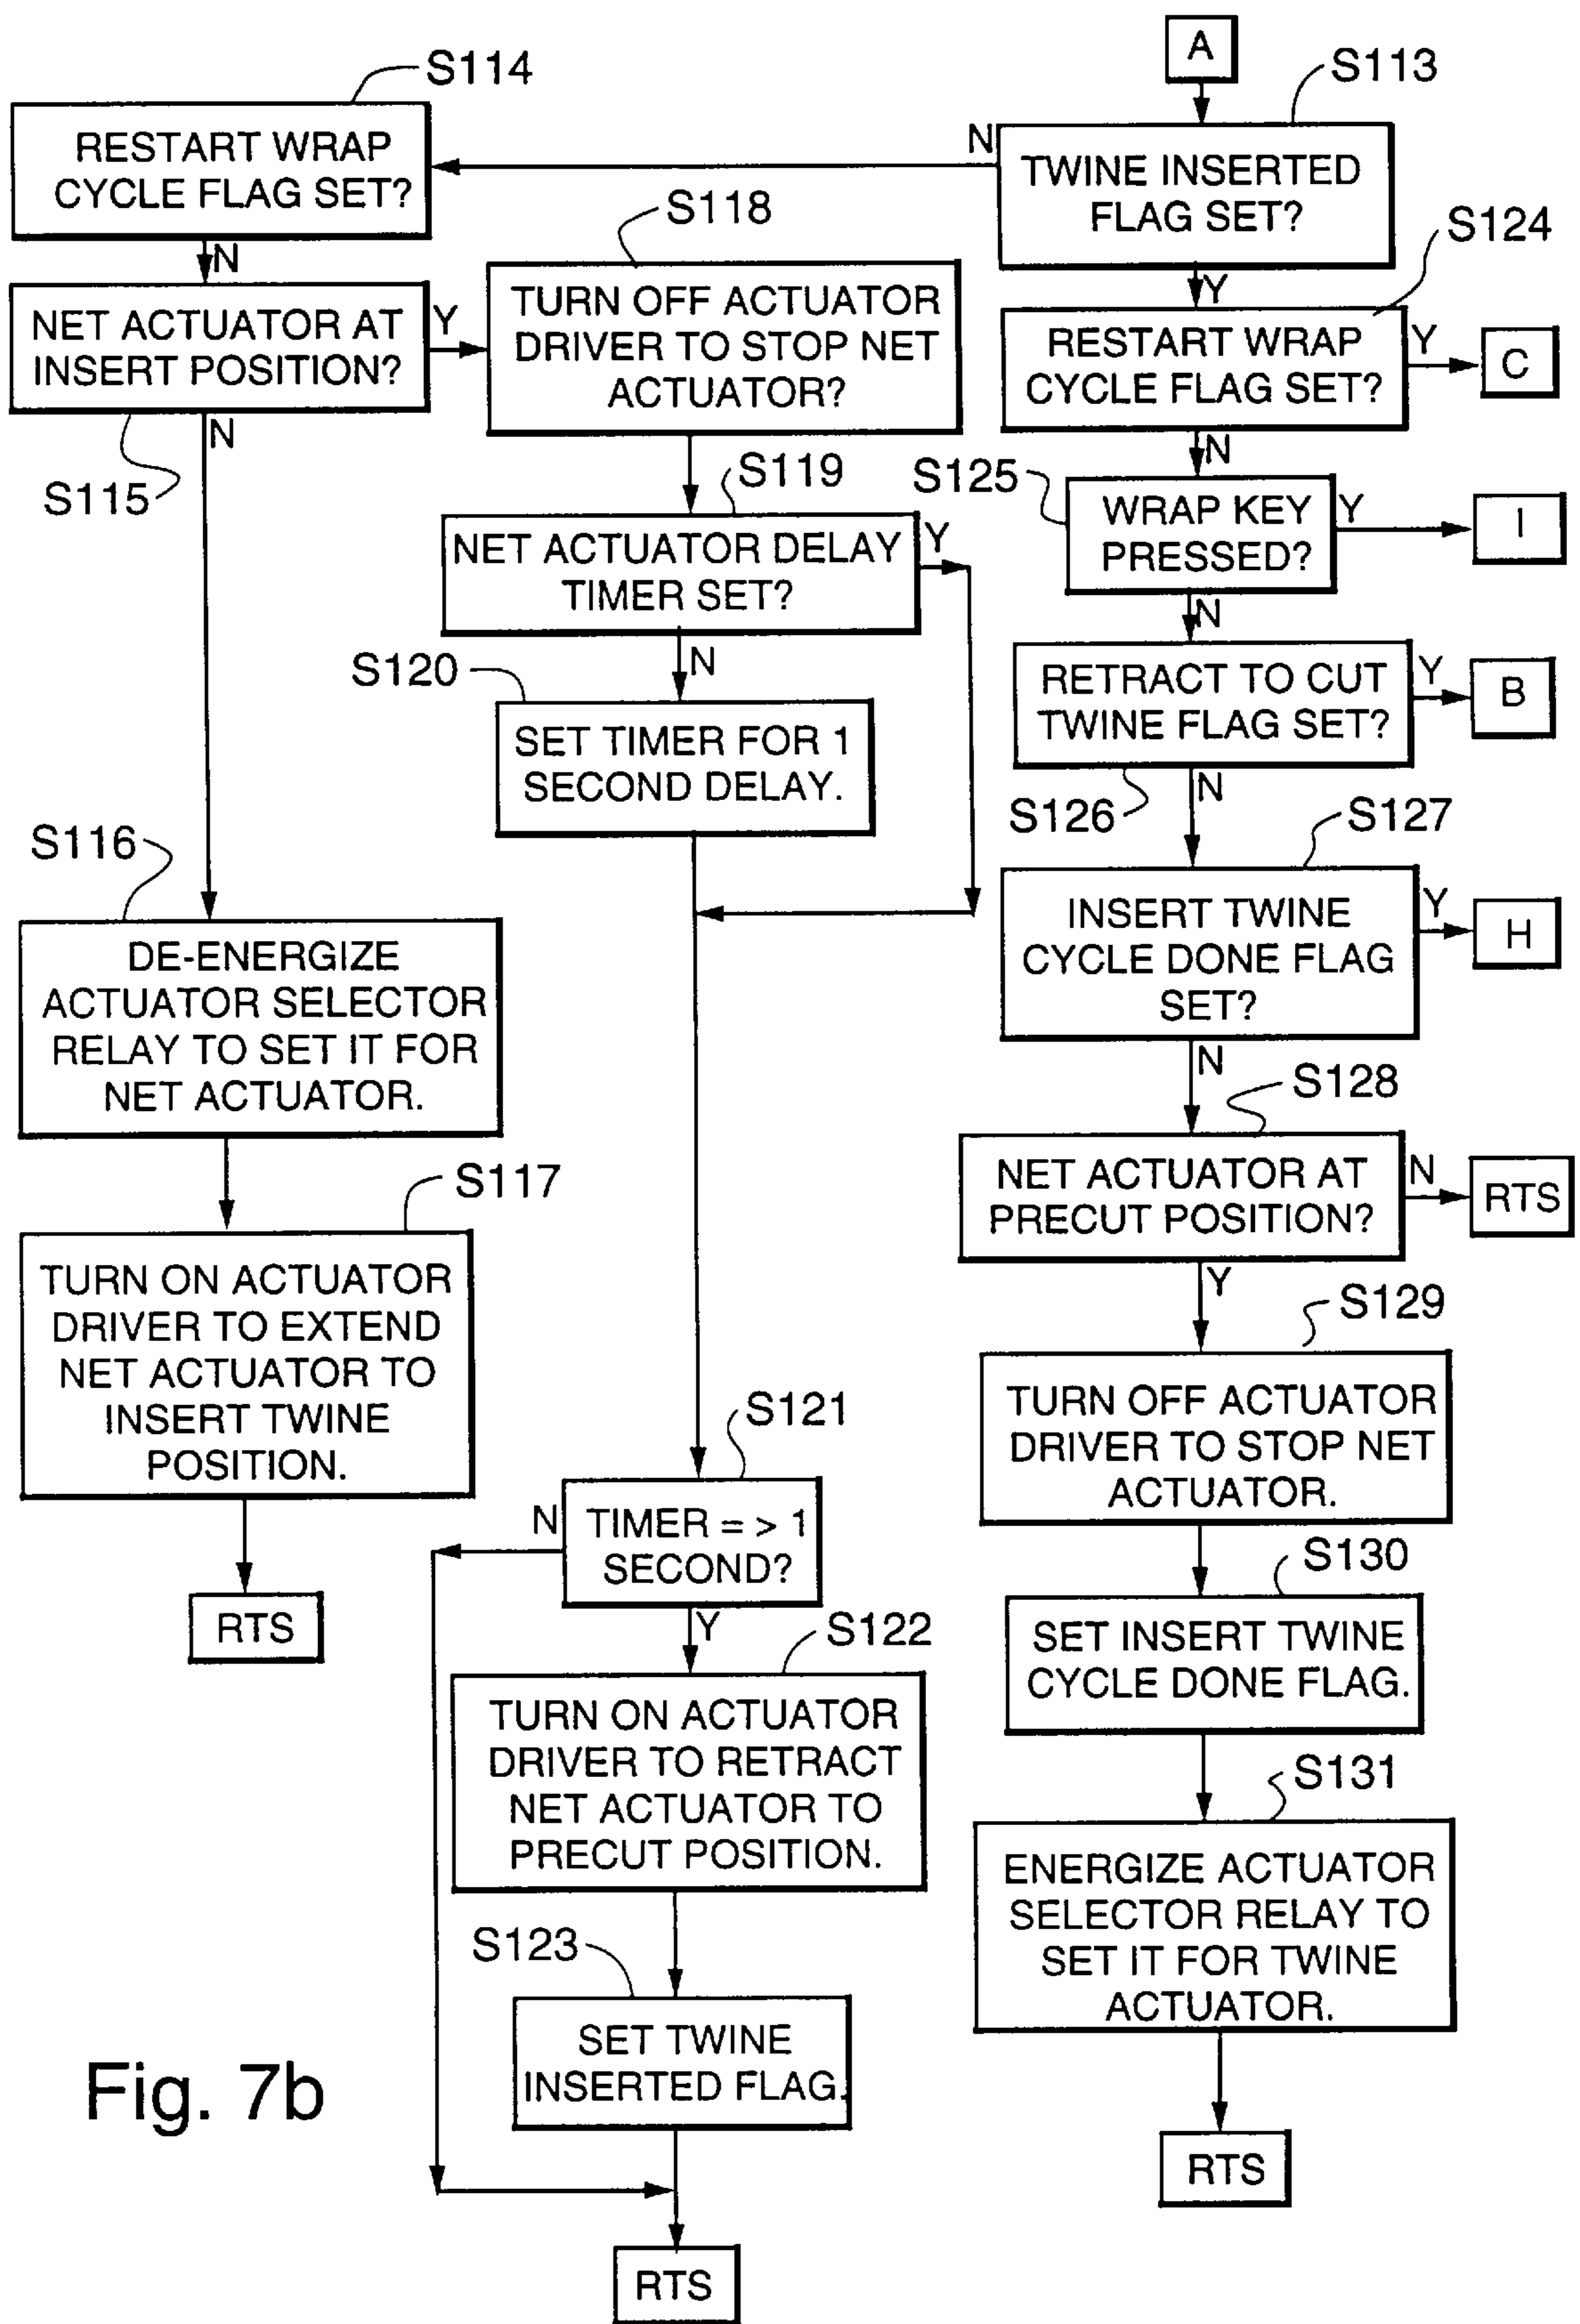 A
S113
TWINE INSERTED
FLAG SET?
N
Y
S114
RESTART WRAP
CYCLE FLAG SET?
N
NET ACTUATOR AT
INSERT POSITION?
Y
N
S115
S116
DE-ENERGIZE
ACTUATOR SELECTOR
RELAY TO SET IT FOR
NET ACTUATOR.
S117
TURN ON ACTUATOR
DRIVER TO EXTEND
NET ACTUATOR TO
INSERT TWINE
POSITION.
RTS
S118
TURN OFF ACTUATOR
DRIVER TO STOP NET
ACTUATOR?
S119
NET ACTUATOR DELAY
TIMER SET?
Y
N
S120
SET TIMER FOR 1
SECOND DELAY.
S121
TIMER = > 1
SECOND?
N
Y
S122
TURN ON ACTUATOR
DRIVER TO RETRACT
NET ACTUATOR TO
PRECUT POSITION.
S123
SET TWINE
INSERTED FLAG.
RTS
S124
RESTART WRAP
CYCLE FLAG SET?
Y
C
N
S125
WRAP KEY
PRESSED?
Y
I
N
RETRACT TO CUT
TWINE FLAG SET?
Y
B
S126
N
S127
INSERT TWINE
CYCLE DONE FLAG
SET?
Y
H
N
S128
NET ACTUATOR AT
PRECUT POSITION?
N
RTS
Y
S129
TURN OFF ACTUATOR
DRIVER TO STOP NET
ACTUATOR.
S130
SET INSERT TWINE
CYCLE DONE FLAG.
S131
ENERGIZE ACTUATOR
SELECTOR RELAY TO
SET IT FOR TWINE
ACTUATOR.
RTS
Fig. 7b